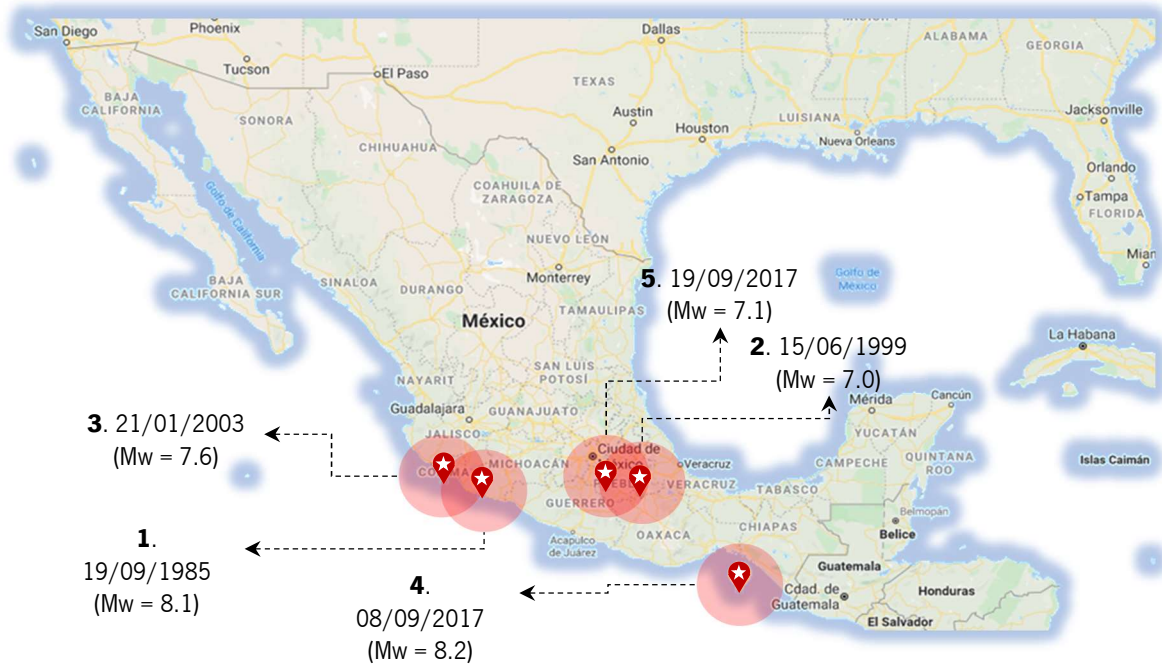 MISSISSIPPI
San Diego
Phoenix
Dallas
ALABAMA
GEORGIA
Tucson
El Paso
TEXAS
BAJA
CALIFORNIA
SONORA
Austin
LUISIANA
Jacksonville
Houston
Nueva Orleans
CHIHUAHUA
San Antonio
Orlando
COAHUILA DE
ZARAGOZA
Tampa
FLORIDA
Golfo de California
NUEVO LEÓN
Miam
Monterrey
BAJA
CALIFORNIA SUR
SINALOA
DURANGO
5. 19/09/2017
(Mw = 7.1)
Golfo de
México
TAMAULIPAS
México
La Habana
2. 15/06/1999
(Mw = 7.0)
SAN LUIS
POTOSÍ
NAYARIT
Mérida
Cancún
Guadalajara
GUANAJUATO
3. 21/01/2003
(Mw = 7.6)
JALISCO
YUCATÁN
Ciudad de
México
MICHOACÁN
Veracruz
CAMPECHE
QUINTANA
ROO
Islas Caimán
COLIMA
PUEBLA
VERACRUZ
TABASCO
GUERRERO
Belmopán
CHIAPAS
OAXACA
Belice
Acapulco
de Juárez
1.
19/09/1985
(Mw = 8.1)
Guatemala
4.
08/09/2017
(Mw = 8.2)
Cdad. de
Guatemala
Honduras
El Salvador